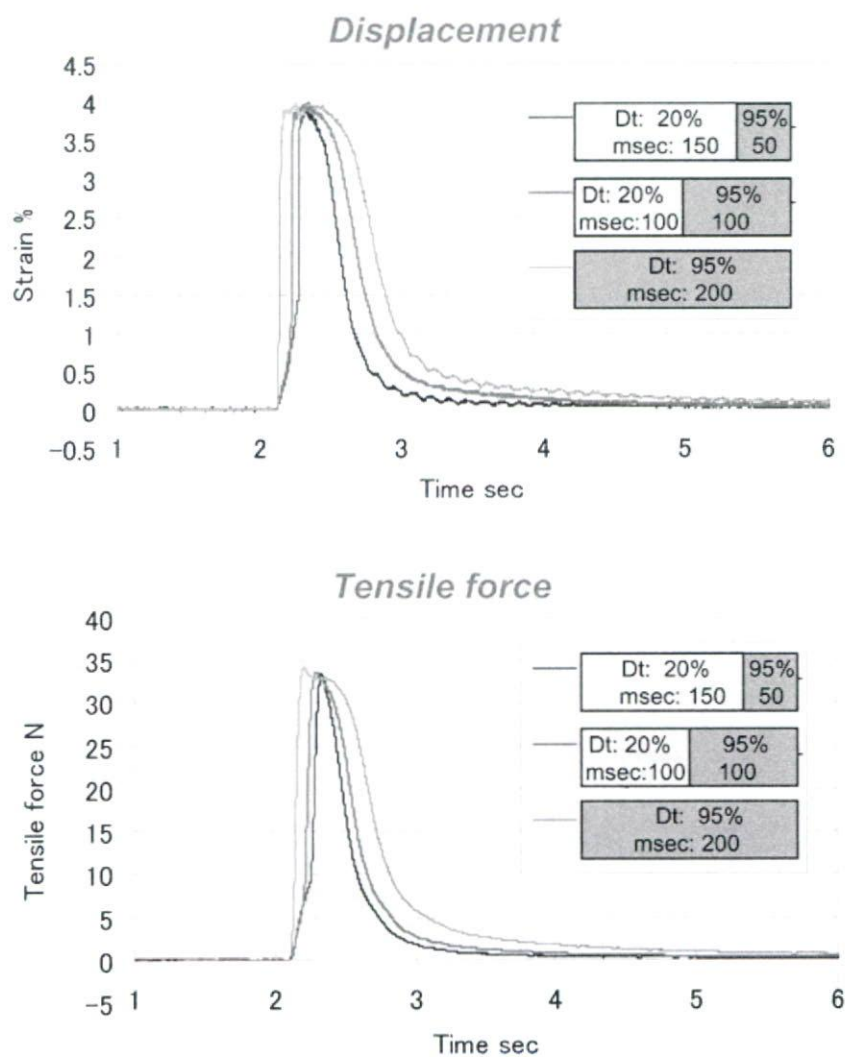 Displacement
4.5
4
3.5
3
2.5
2
1.5
1
0.5
0
-0.5
Strain %
1 2 3 4 5 6
Time sec
Dt: 20% 95%
msec: 150 50
Dt: 20% 95%
msec:100 100
Dt: 95%
msec: 200
Tensile force
40
35
30
25
20
15
10
5
0
-5
Tensile force N
1 2 3 4 5 6
Time sec
Dt: 20% 95%
msec: 150 50
Dt: 20% 95%
msec:100 100
Dt: 95%
msec: 200